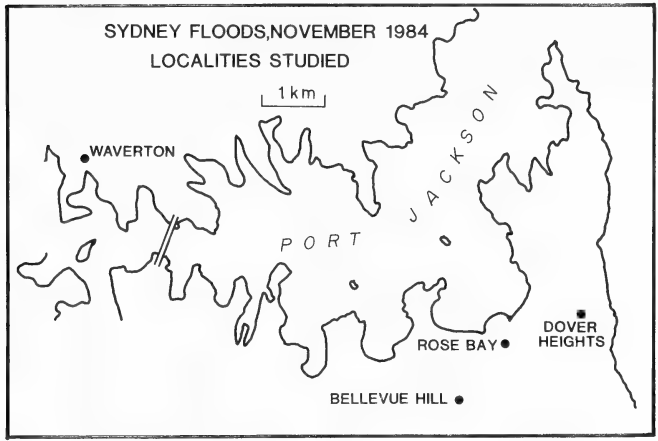 SYDNEY FLOODS,NOVEMBER 1984
LOCALITIES STUDIED
1km
WAVERTON
PORT
JACKSON
ROSE BAY
DOVER
HEIGHTS
BELLEVUE HILL